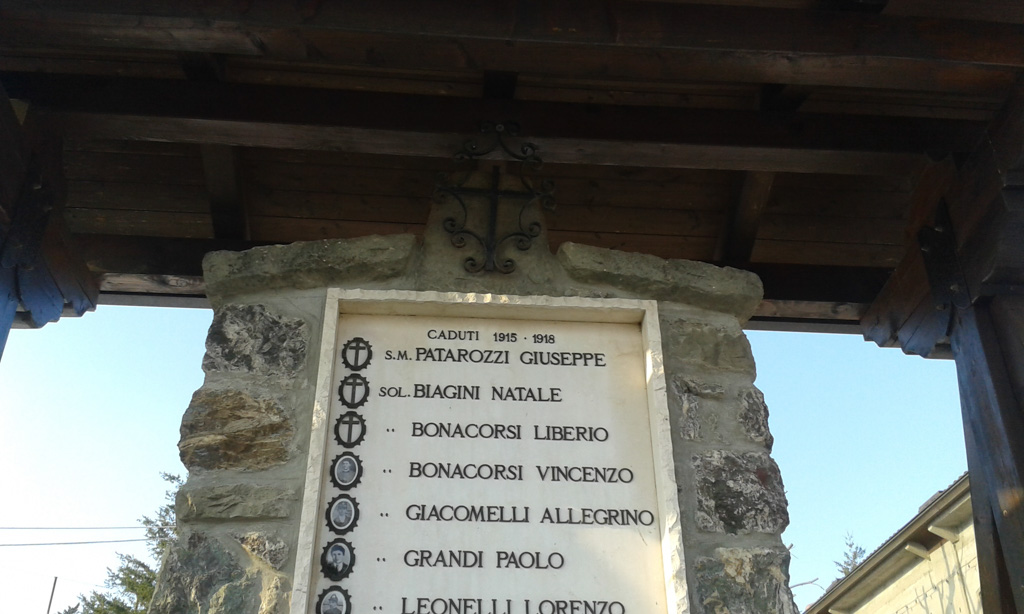 CADUTI 1915 - 1918
S.M. PATAROZZI GIUSEPPE
SOL. BIAGINI NATALE
" BONACORSI LIBERIO
" BONACORSI VINCENZO
" GIACOMELLI ALLEGRINO
" GRANDI PAOLO
" LEONELLI LORENZO